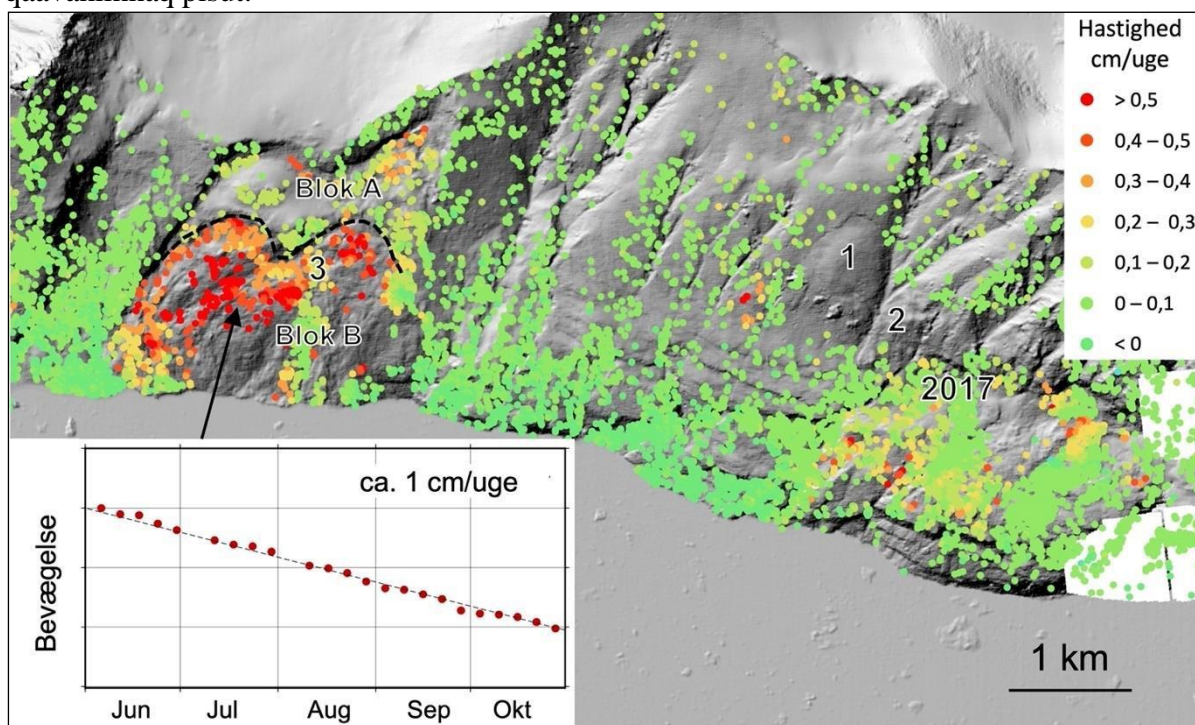 qaavanniillaq pisut.
Hastighed
cm/uge
> 0,5
0,4 – 0,5
0,3 – 0,4
0,2 – 0,3
0,1 – 0,2
0 – 0,1
< 0
Blok A
3
Blok B
1
2
2017
1 km
ca. 1 cm/uge
Bevægelse
Jun Jul Aug Sep Okt